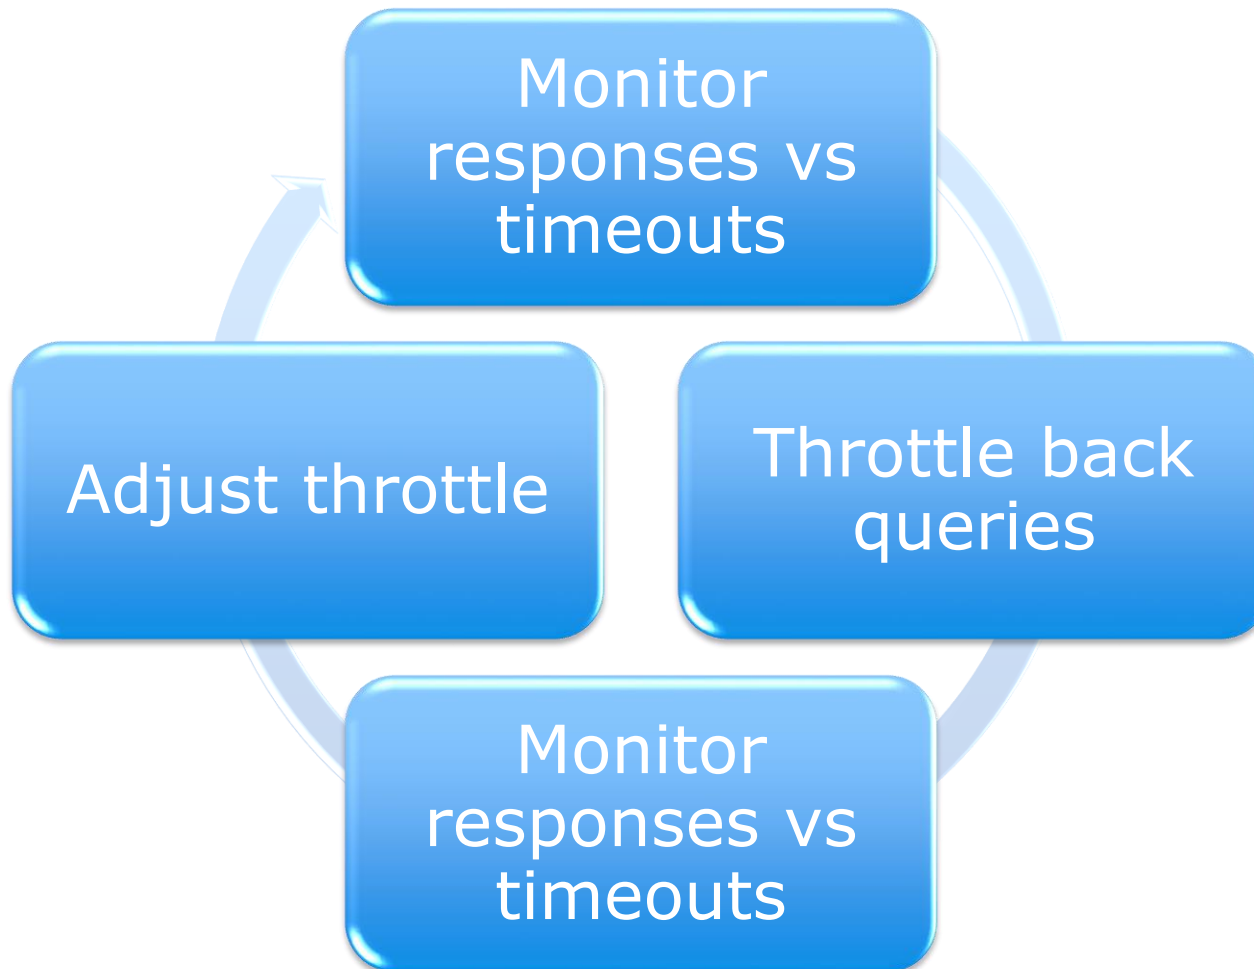 Monitor
responses vs
timeouts
Throttle back
queries
Monitor
responses vs
timeouts
Adjust throttle